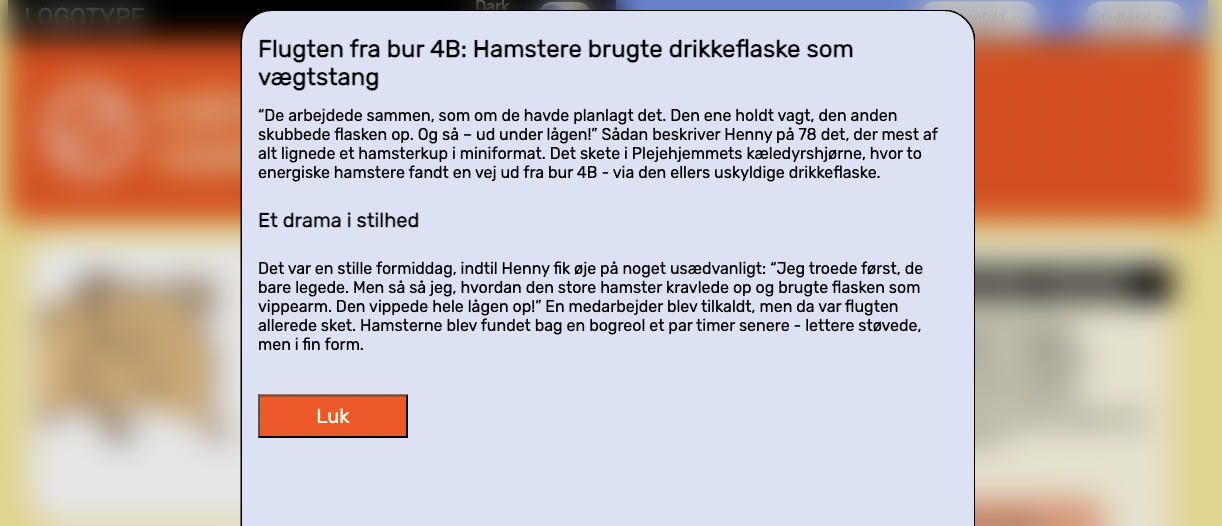 LOGOTYPE
Dark
Indberet →
Flugten fra bur 4B: Hamstere brugte drikkeflaske som
vægtstang
“De arbejdede sammen, som om de havde planlagt det. Den ene holdt vagt, den anden
skubbede flasken op. Og så – ud under lågen!” Sådan beskriver Henny på 78 det, der mest af
alt lignede et hamsterkup i miniformat. Det skete i Plejehjemmets kæledyrshjørne, hvor to
energiske hamstere fandt en vej ud fra bur 4B - via den ellers uskyldige drikkeflaske.
Et drama i stilhed
Det var en stille formiddag, indtil Henny fik øje på noget usædvanligt: “Jeg troede først, de
bare legede. Men så så jeg, hvordan den store hamster kravlede op og brugte flasken som
vippearm. Den vippede hele lågen op!” En medarbejder blev tilkaldt, men da var flugten
allerede sket. Hamsterne blev fundet bag en bogreol et par timer senere - lettere støvede,
men i fin form.
Luk